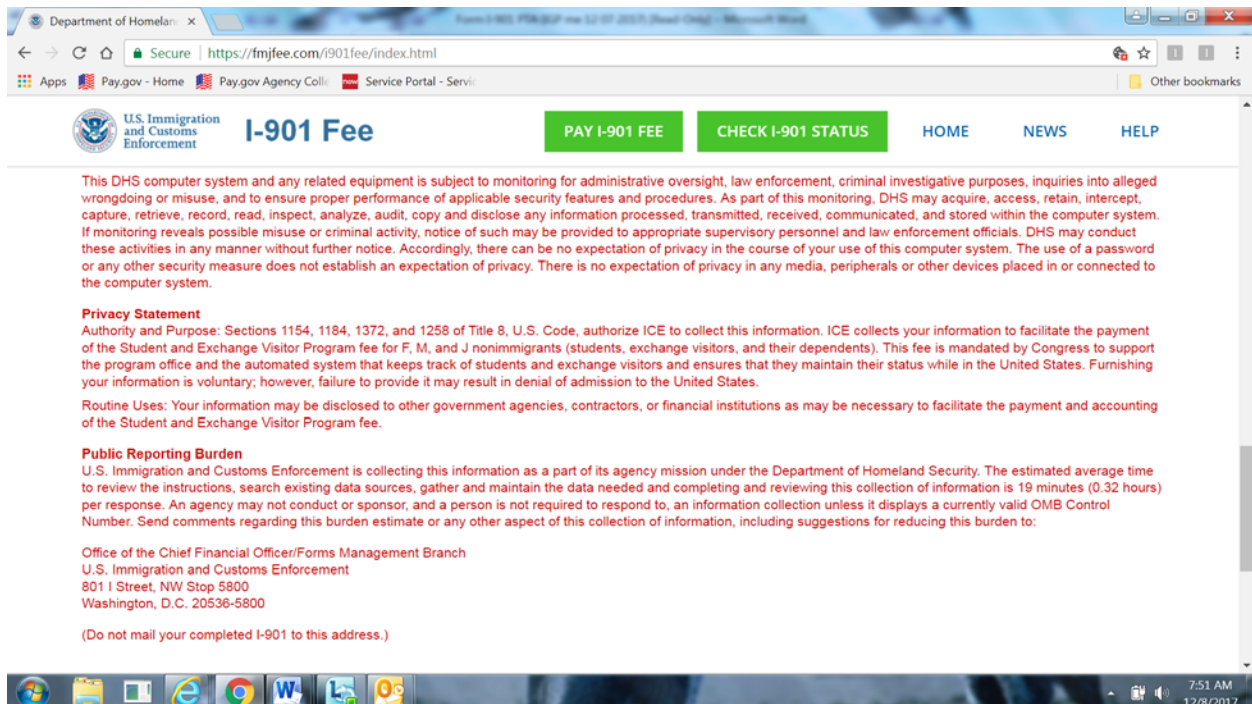 Department of Homelan
Form I-901 PTA (EGP me 12 07 2017) (Read-Only) - Microsoft Word
Secure | https://fmjfee.com/i901fee/index.html
Apps Pay.gov - Home Pay.gov Agency Colle now Service Portal - Servic Other bookmarks
U.S. Immigration
and Customs
Enforcement
I-901 Fee PAY I-901 FEE CHECK I-901 STATUS HOME NEWS HELP
This DHS computer system and any related equipment is subject to monitoring for administrative oversight, law enforcement, criminal investigative purposes, inquiries into alleged
wrongdoing or misuse, and to ensure proper performance of applicable security features and procedures. As part of this monitoring, DHS may acquire, access, retain, intercept,
capture, retrieve, record, read, inspect, analyze, audit, copy and disclose any information processed, transmitted, received, communicated, and stored within the computer system.
If monitoring reveals possible misuse or criminal activity, notice of such may be provided to appropriate supervisory personnel and law enforcement officials. DHS may conduct
these activities in any manner without further notice. Accordingly, there can be no expectation of privacy in the course of your use of this computer system. The use of a password
or any other security measure does not establish an expectation of privacy. There is no expectation of privacy in any media, peripherals or other devices placed in or connected to
the computer system.
Privacy Statement
Authority and Purpose: Sections 1154, 1184, 1372, and 1258 of Title 8, U.S. Code, authorize ICE to collect this information. ICE collects your information to facilitate the payment
of the Student and Exchange Visitor Program fee for F, M, and J nonimmigrants (students, exchange visitors, and their dependents). This fee is mandated by Congress to support
the program office and the automated system that keeps track of students and exchange visitors and ensures that they maintain their status while in the United States. Furnishing
your information is voluntary; however, failure to provide it may result in denial of admission to the United States.
Routine Uses: Your information may be disclosed to other government agencies, contractors, or financial institutions as may be necessary to facilitate the payment and accounting
of the Student and Exchange Visitor Program fee.
Public Reporting Burden
U.S. Immigration and Customs Enforcement is collecting this information as a part of its agency mission under the Department of Homeland Security. The estimated average time
to review the instructions, search existing data sources, gather and maintain the data needed and completing and reviewing this collection of information is 19 minutes (0.32 hours)
per response. An agency may not conduct or sponsor, and a person is not required to respond to, an information collection unless it displays a currently valid OMB Control
Number. Send comments regarding this burden estimate or any other aspect of this collection of information, including suggestions for reducing this burden to:
Office of the Chief Financial Officer/Forms Management Branch
U.S. Immigration and Customs Enforcement
801 I Street, NW Stop 5800
Washington, D.C. 20536-5800
(Do not mail your completed I-901 to this address.)
7:51 AM
12/8/2017